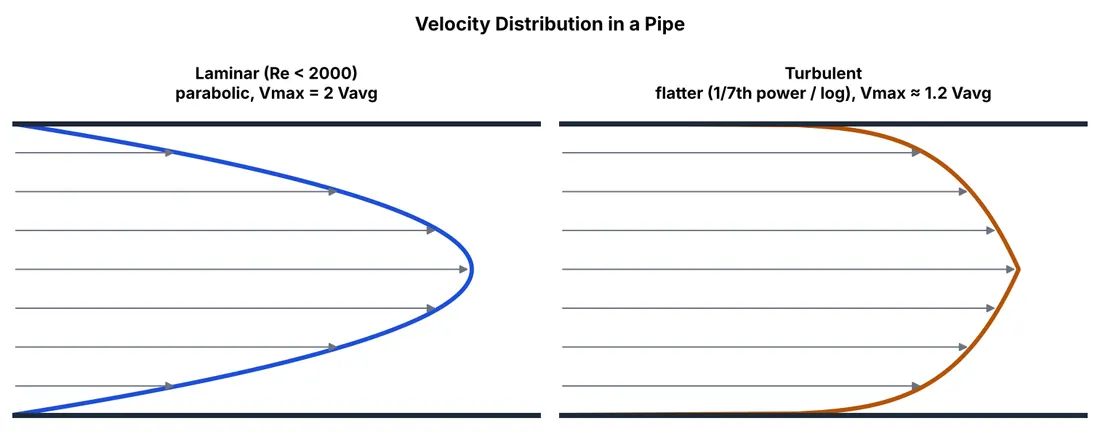 Velocity Distribution in a Pipe
Laminar (Re < 2000)
parabolic, Vmax = 2 Vavg
Turbulent
flatter (1/7th power / log), Vmax ≈ 1.2 Vavg